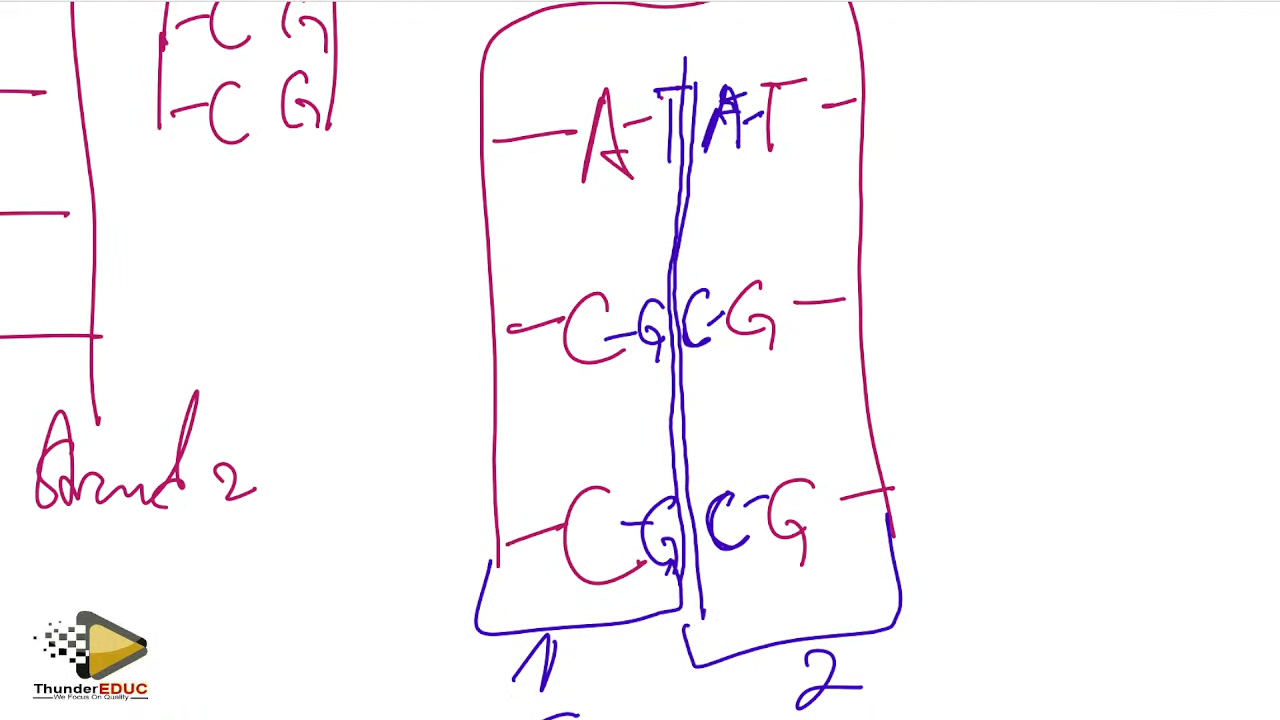 -C G
-C G
A-T A-T
C-G C-G
C-G C-G
Strand 2
1 2
ThunderEDUC
We Focus On Quality